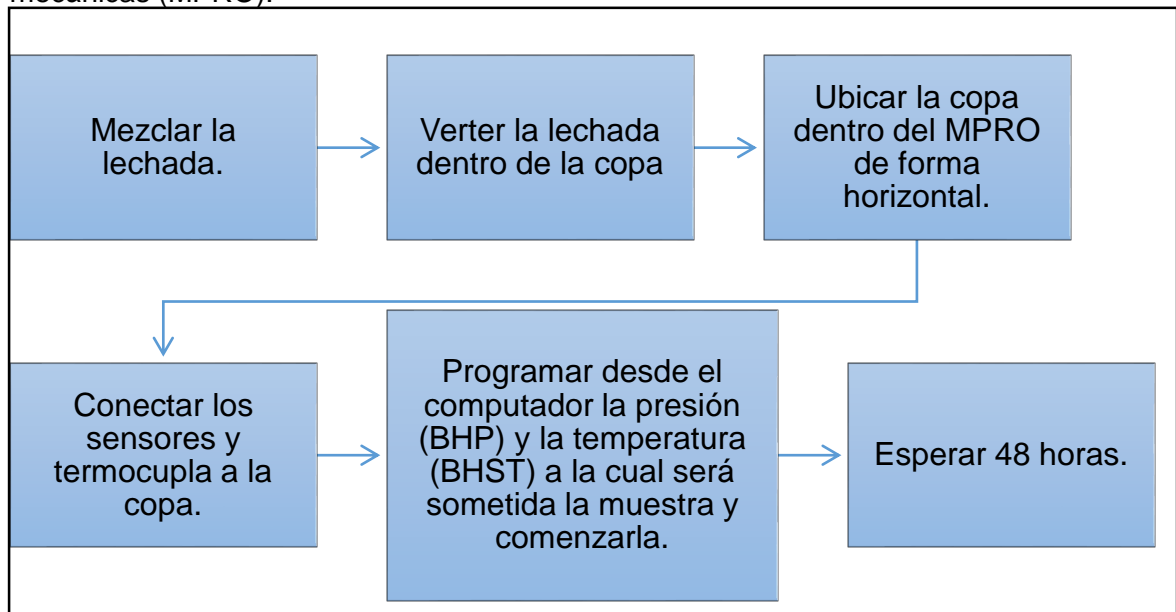 mecánicas (MPRO).
Mezclar la
lechada.
Verter la lechada
dentro de la copa
Ubicar la copa
dentro del MPRO
de forma
horizontal.
Conectar los
sensores y
termocupla a la
copa.
Programar desde el
computador la presión
(BHP) y la temperatura
(BHST) a la cual será
sometida la muestra y
comenzarla.
Esperar 48 horas.